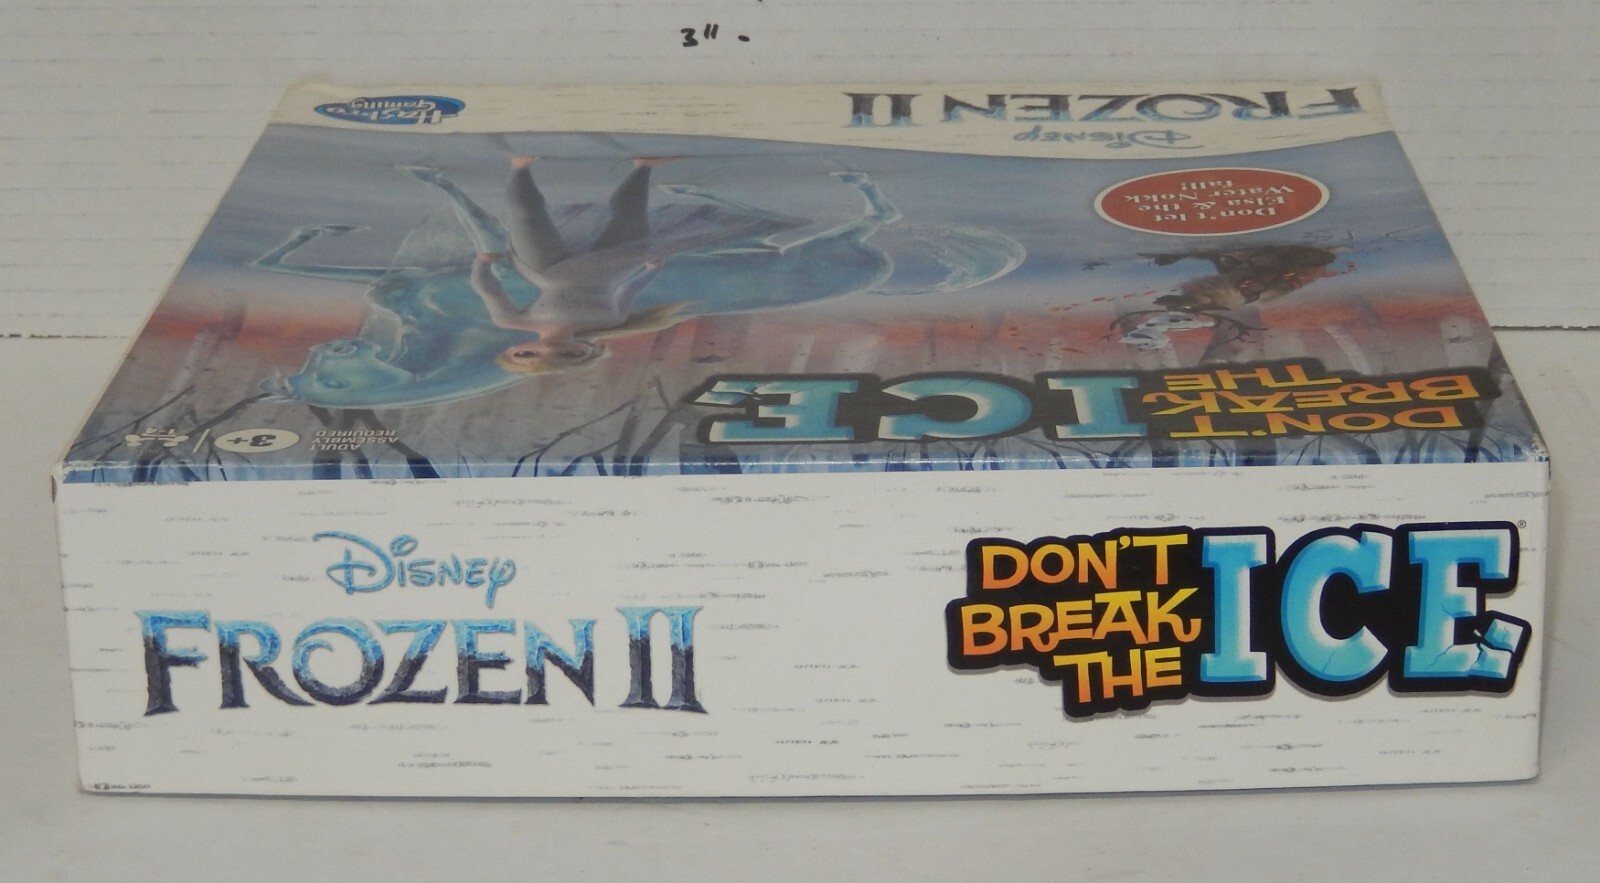 3" -
Hasbro
Gaming
DISNEY
FROZEN II
Don't let
Elsa & the
Water Nokk
fall!
DON'T
BREAK
THE
ICE
3+
ADULT
ASSEMBLY
REQUIRED
DISNEY
FROZEN II
DON'T
BREAK
THE
ICE
®